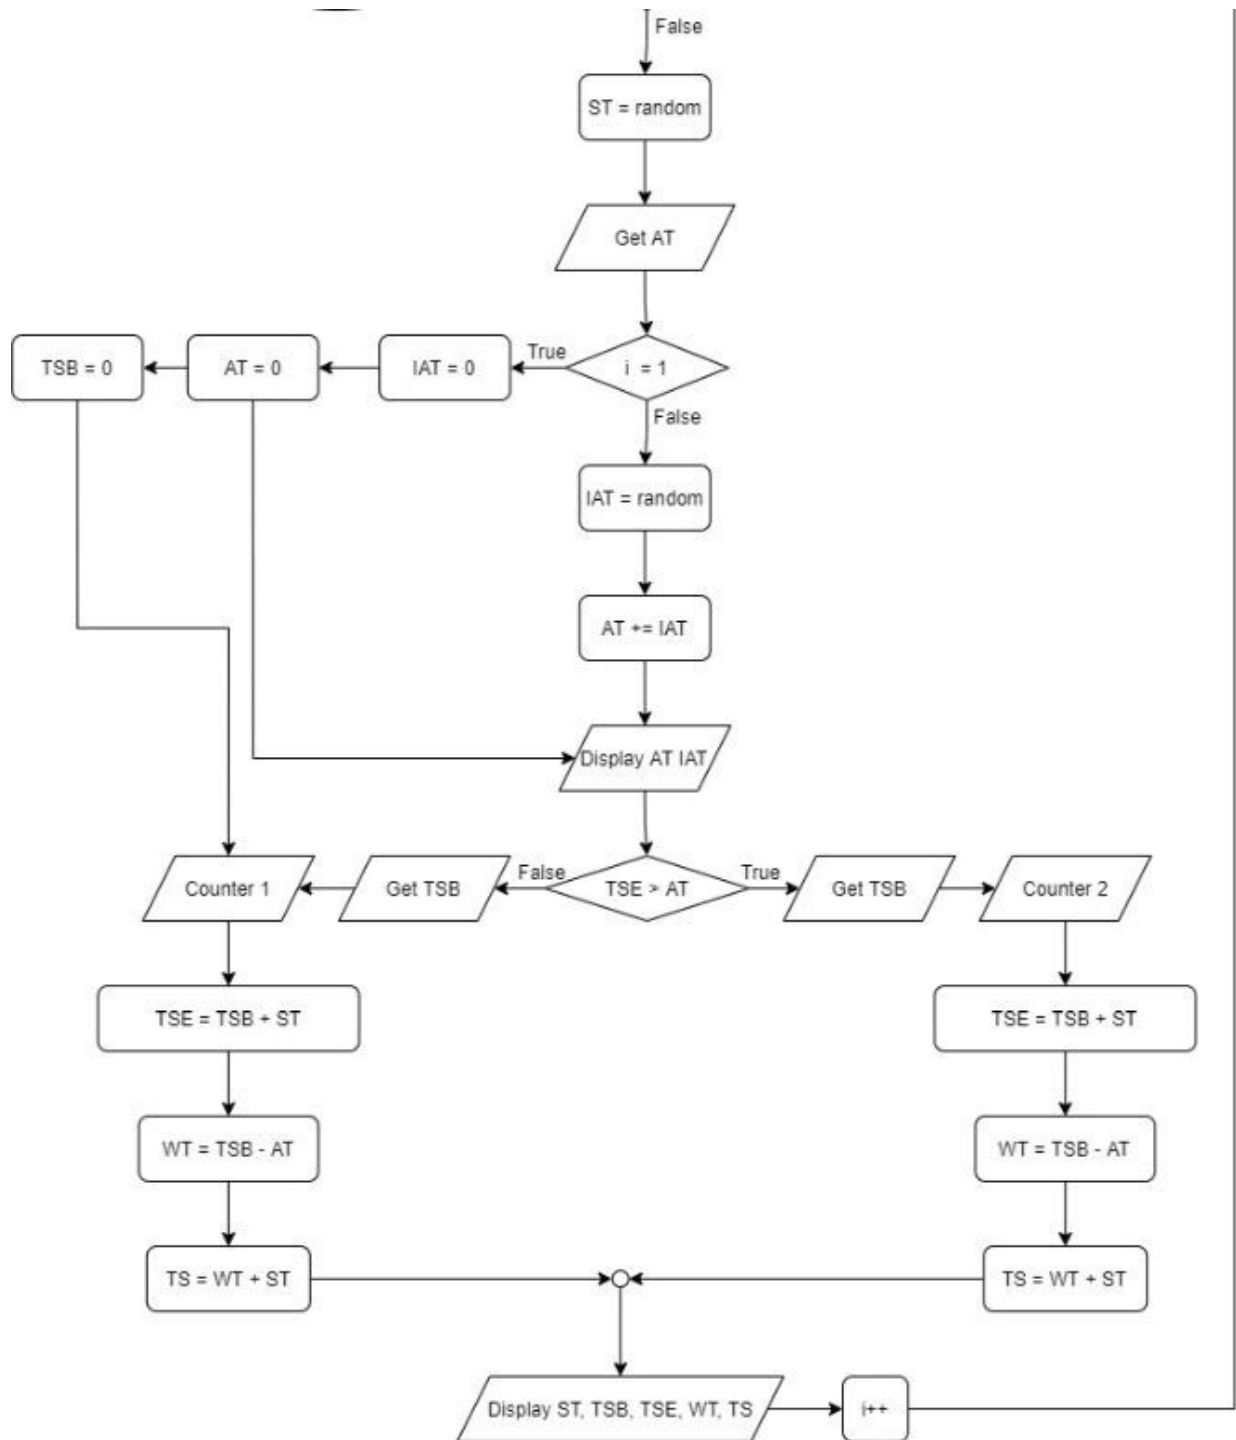 False
ST = random
Get AT
TSB = 0
AT = 0
IAT = 0
True
i = 1
False
IAT = random
AT += IAT
Display AT IAT
Counter 1
Get TSB
False
TSE > AT
True
Get TSB
Counter 2
TSE = TSB + ST
TSE = TSB + ST
WT = TSB - AT
WT = TSB - AT
TS = WT + ST
TS = WT + ST
Display ST, TSB, TSE, WT, TS
i++